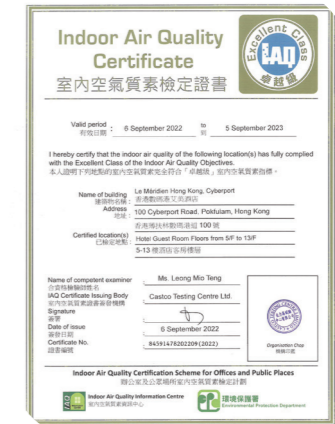 Indoor Air Quality
Certificate
室內空氣質素檢定證書
Excellent Class
IAQ
卓越級
Valid period : 6 September 2022 to 5 September 2023
有效日期 前
I hereby certify that the indoor air quality of the following location(s) has fully complied
with the Excellent Class of the Indoor Air Quality Objectives.
本人證明下列地點的室內空氣質素完全符合「卓越級」室內空氣質素指標。
Name of building Le Méridien Hong Kong, Cyberport
建築物名稱 : 香港數碼港艾美酒店
Address 100 Cyberport Road, Pokfulam, Hong Kong
地址 : 香港薄扶林數碼港道 100 號
Certified location(s) Hotel Guest Room Floors from 5/F to 13/F
已檢定地點 : 5-13 樓酒店客房樓層
Name of competent examiner : Ms. Leong Mio Teng
合資格檢驗師姓名
IAQ Certificate Issuing Body : Castco Testing Centre Ltd.
室內空氣質素證書簽發機構
Signature :
簽署
Date of issue : 6 September 2022
簽發日期
Certificate No. : 84591478202209(2022)
證書編號
Organisation Chop
機構印鑑
Indoor Air Quality Certification Scheme for Offices and Public Places
辦公室及公眾場所室內空氣質素檢定計劃
IAQ
Indoor Air Quality Information Centre
室內空氣質素資訊中心
環境保護署
Environmental Protection Department